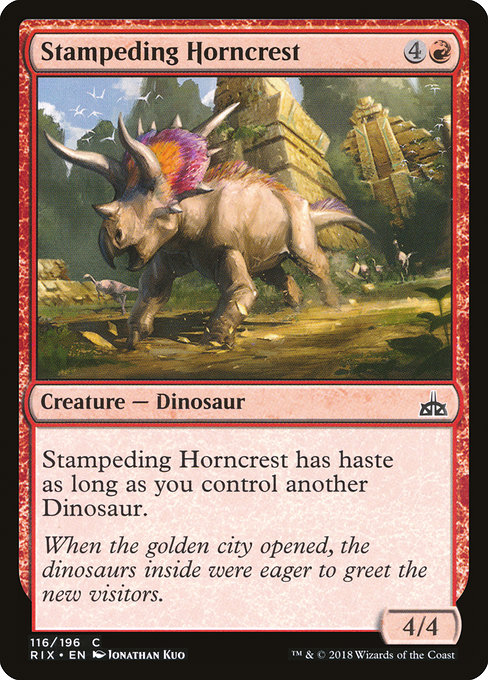 Stampeding Horncrest 4
Creature — Dinosaur
Stampeding Horncrest has haste
as long as you control another
Dinosaur.
When the golden city opened, the
dinosaurs inside were eager to greet the
new visitors.
4/4
116/196 C
RIX • EN Jonathan Kuo ™ & © 2018 Wizards of the Coast